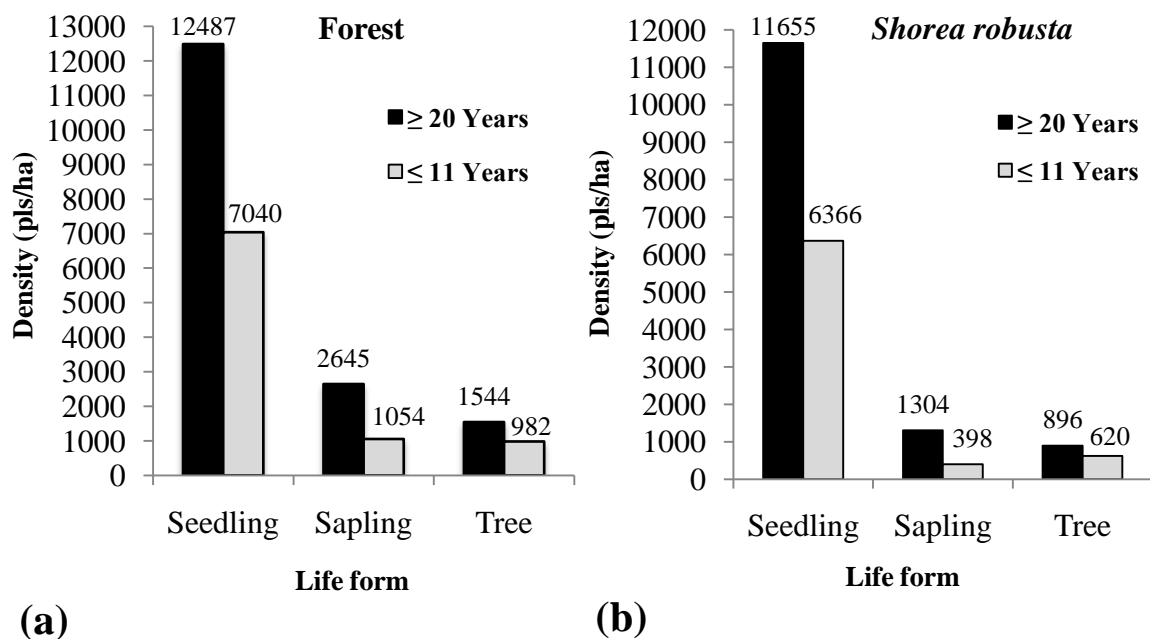 Forest
≥ 20 Years
≤ 11 Years
Density (pls/ha)
13000
12000
11000
10000
9000
8000
7000
6000
5000
4000
3000
2000
1000
0
12487
7040
2645
1054
1544
982
Seedling Sapling Tree
Life form
(a)
Shorea robusta
≥ 20 Years
≤ 11 Years
Density (pls/ha)
12000
11000
10000
9000
8000
7000
6000
5000
4000
3000
2000
1000
0
11655
6366
1304
398
896
620
Seedling Sapling Tree
Life form
(b)